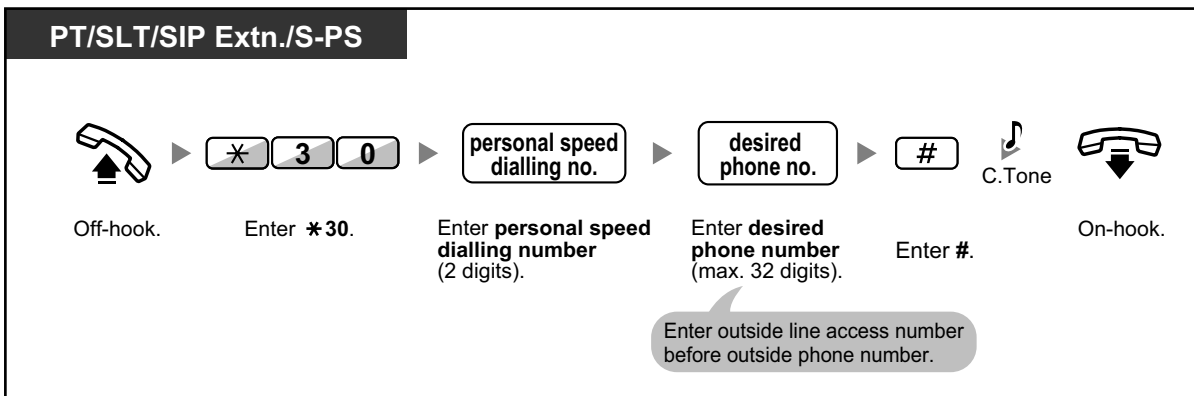 PT/SLT/SIP Extn./S-PS
✳ 3 0
personal speed
dialling no.
desired
phone no.
#
C.Tone
Off-hook.
Enter ✳30.
Enter personal speed
dialling number
(2 digits).
Enter desired
phone number
(max. 32 digits).
Enter #.
On-hook.
Enter outside line access number
before outside phone number.